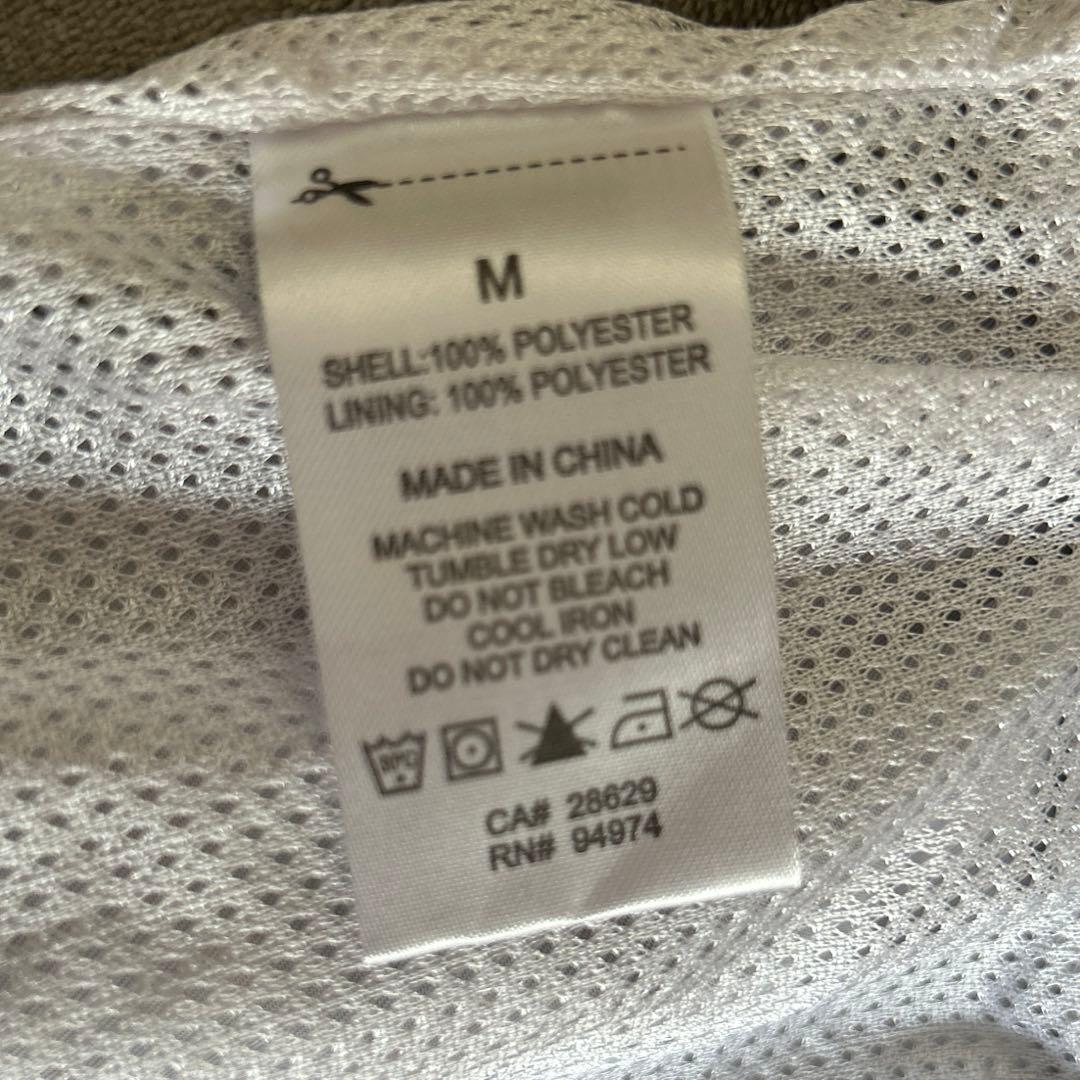 M
SHELL:100% POLYESTER
LINING: 100% POLYESTER
MADE IN CHINA
MACHINE WASH COLD
TUMBLE DRY LOW
DO NOT BLEACH
COOL IRON
DO NOT DRY CLEAN
CA# 28629
RN# 94974